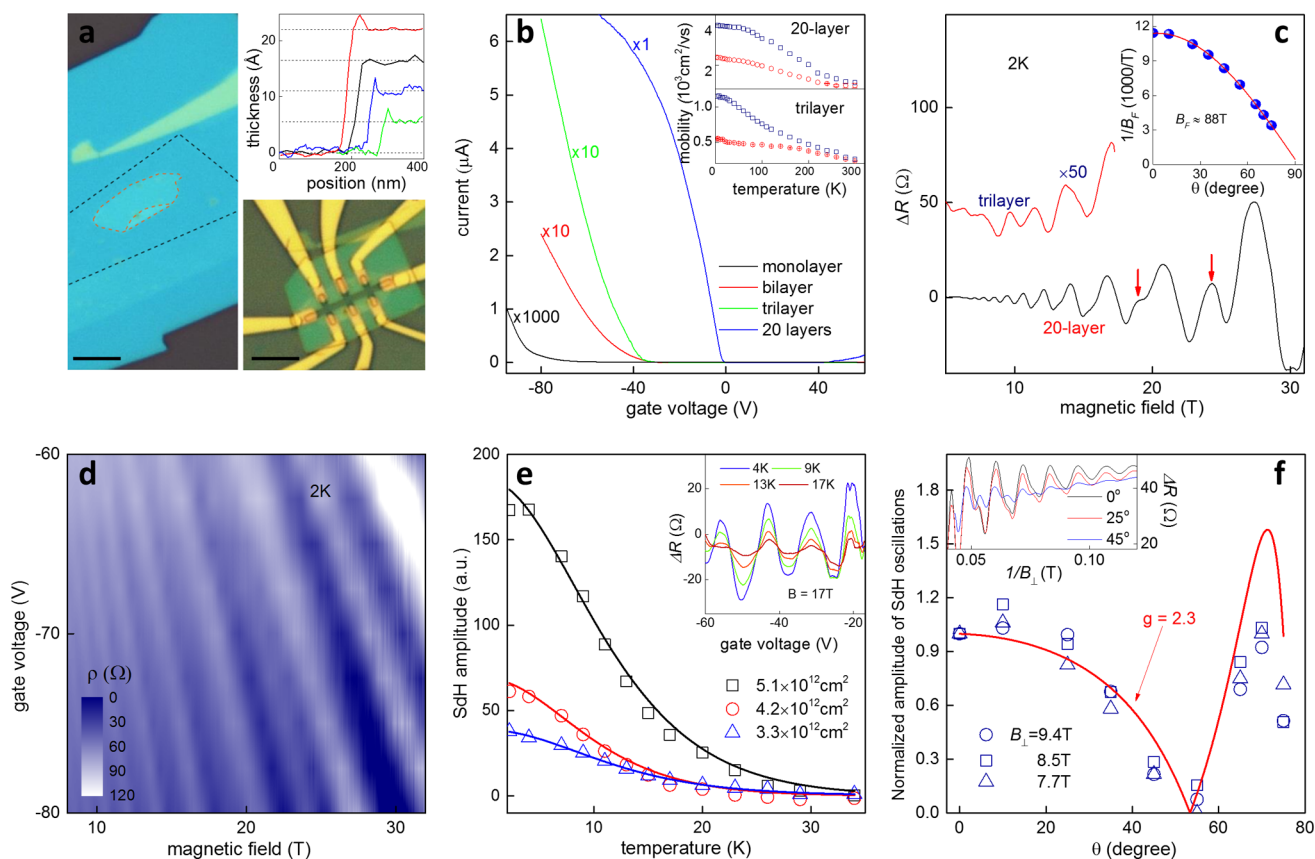 a
thickness (Å)
20
10
0
0
200
400
position (nm)
b
×1
×10
×10
×1000
current (μA)
6
5
4
3
2
1
0
-80
-40
0
40
gate voltage (V)
monolayer
bilayer
trilayer
20 layers
20-layer
trilayer
mobility (10³cm²/vs)
4
2
1.0
0.5
0
100
200
300
temperature (K)
c
2K
ΔR (Ω)
150
100
50
0
10
20
30
magnetic field (T)
trilayer
×50
20-layer
1/B_F (1000/T)
12
9
6
3
0
0
30
60
90
θ (degree)
B_F ≈ 88T
d
2K
gate voltage (V)
-60
-70
-80
10
20
30
magnetic field (T)
ρ (Ω)
0
30
60
90
120
e
SdH amplitude (a.u.)
200
150
100
50
0
10
20
30
temperature (K)
4K
9K
13K
17K
ΔR (Ω)
20
0
-20
B = 17T
-60
-40
-20
gate voltage (V)
5.1×10¹²cm²
4.2×10¹²cm²
3.3×10¹²cm²
f
Normalized amplitude of SdH oscillations
1.8
1.5
1.2
0.9
0.6
0.3
0.0
0
20
40
60
80
θ (degree)
0°
25°
45°
ΔR (Ω)
40
20
0.05
0.10
1/B⊥(T)
g = 2.3
B⊥=9.4T
8.5T
7.7T